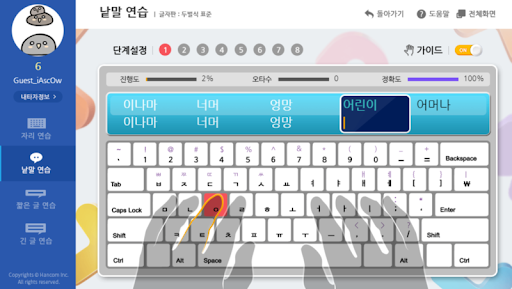 낱말 연습 | 글자판 : 두벌식 표준
돌아가기 도움말 전체화면
6
Guest_iAscOw
내타자정보 >
자리 연습
낱말 연습
짧은 글 연습
긴 글 연습
Copyrights © Hancom Inc.
All rights reserved.
단계설정 1 2 3 4 5 6 7 8
가이드 ON
진행도 2% 오타수 0 정확도 100%
이나마 너머 엉망 어린이 어머나
이나마 너머 엉망
~ ! @ # $ % ^ & * ( ) _ +
` 1 2 3 4 5 6 7 8 9 0 - = Backspace
Tab ㅂ ㅈ ㄷ ㄱ ㅅ ㅛ ㅕ ㅑ ㅐ ㅔ
Caps Lock ㅁ ㄴ ㅇ ㄹ ㅎ ㅗ ㅓ ㅏ ㅣ Enter
Shift ㅋ ㅌ ㅊ ㅍ ㅠ ㅜ ㅡ Shift
Ctrl Alt Space Alt Ctrl